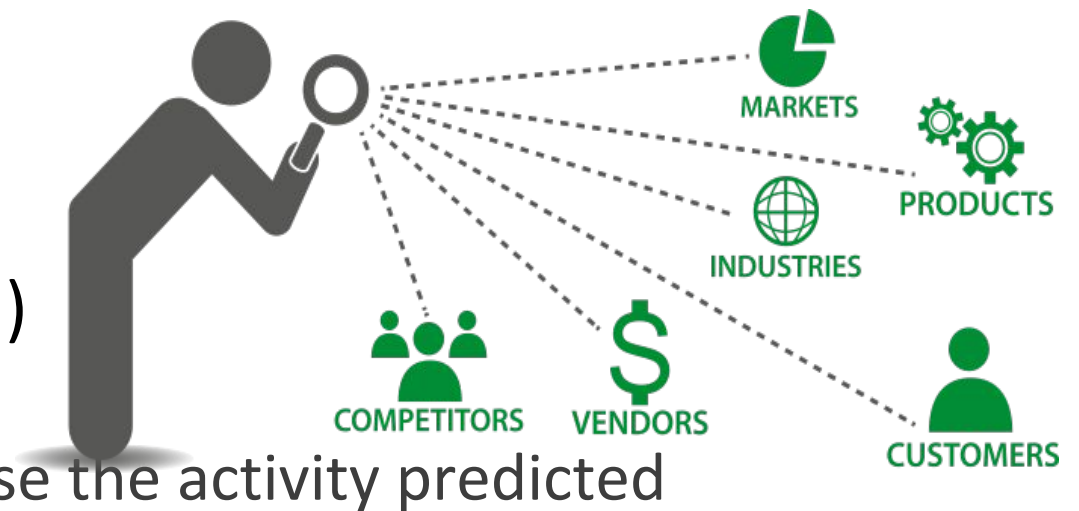 MARKETS
PRODUCTS
INDUSTRIES
)
COMPETITORS
VENDORS
CUSTOMERS
se the activity predicted